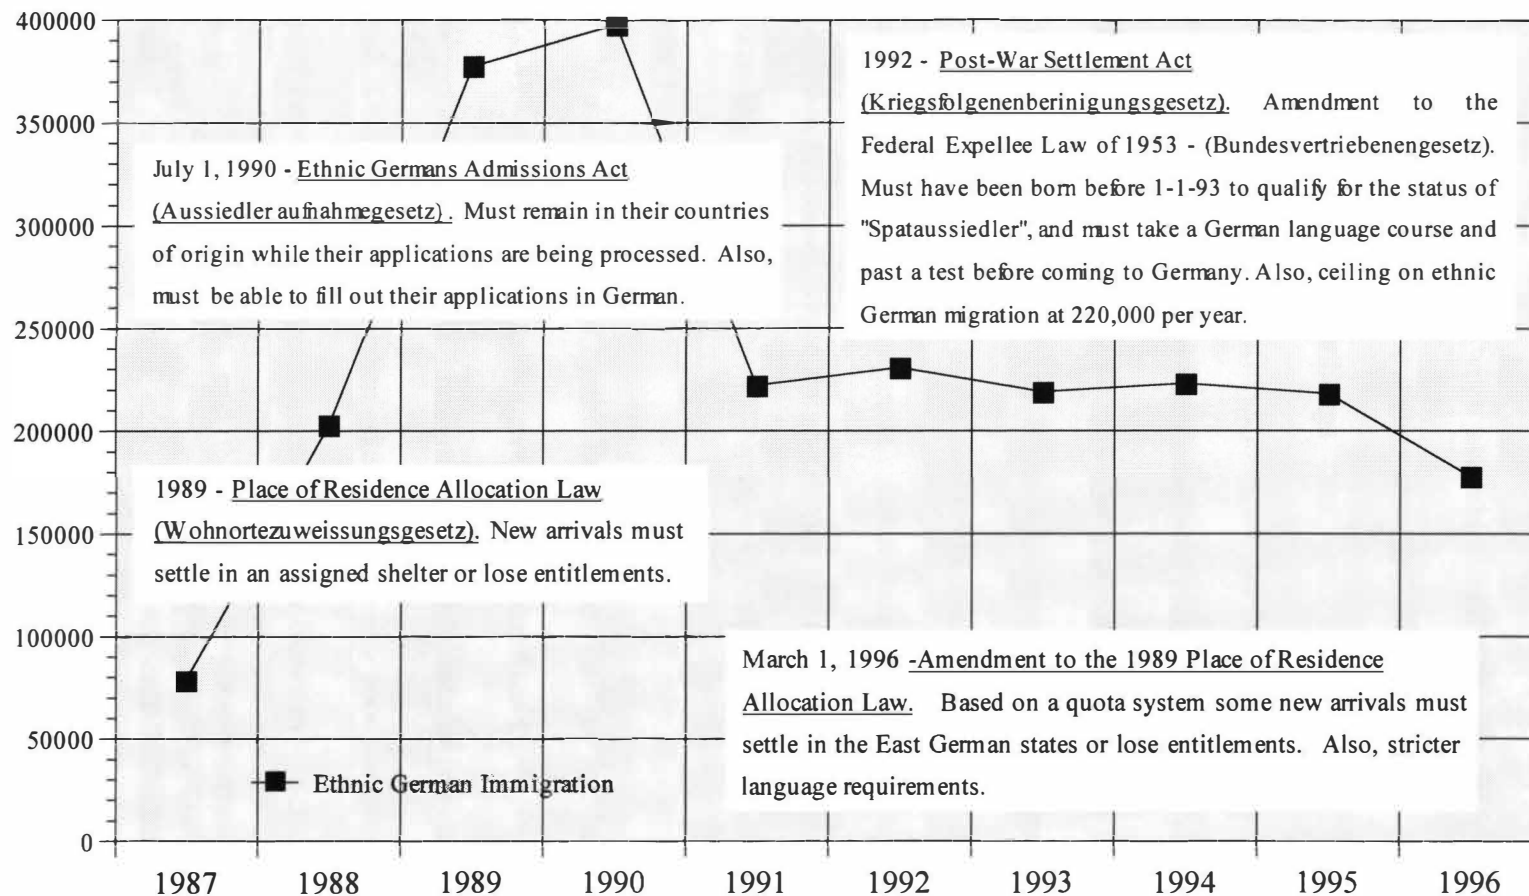 400000
350000
300000
250000
200000
150000
100000
50000
0
1992 - Post-War Settlement Act
(Kriegsfolgenenberinigungsgesetz). Amendment to the
Federal Expellee Law of 1953 - (Bundesvertriebenengesetz).
Must have been born before 1-1-93 to qualify for the status of
"Spataussiedler", and must take a German language course and
past a test before coming to Germany. Also, ceiling on ethnic
German migration at 220,000 per year.
July 1, 1990 - Ethnic Germans Admissions Act
(Aussiedleraufnahmegesetz). Must remain in their countries
of origin while their applications are being processed. Also,
must be able to fill out their applications in German.
1989 - Place of Residence Allocation Law
(Wohnortezuweissungsgesetz). New arrivals must
settle in an assigned shelter or lose entitlements.
March 1, 1996 -Amendment to the 1989 Place of Residence
Allocation Law. Based on a quota system some new arrivals must
settle in the East German states or lose entitlements. Also, stricter
language requirements.
Ethnic German Immigration
1987 1988 1989 1990 1991 1992 1993 1994 1995 1996